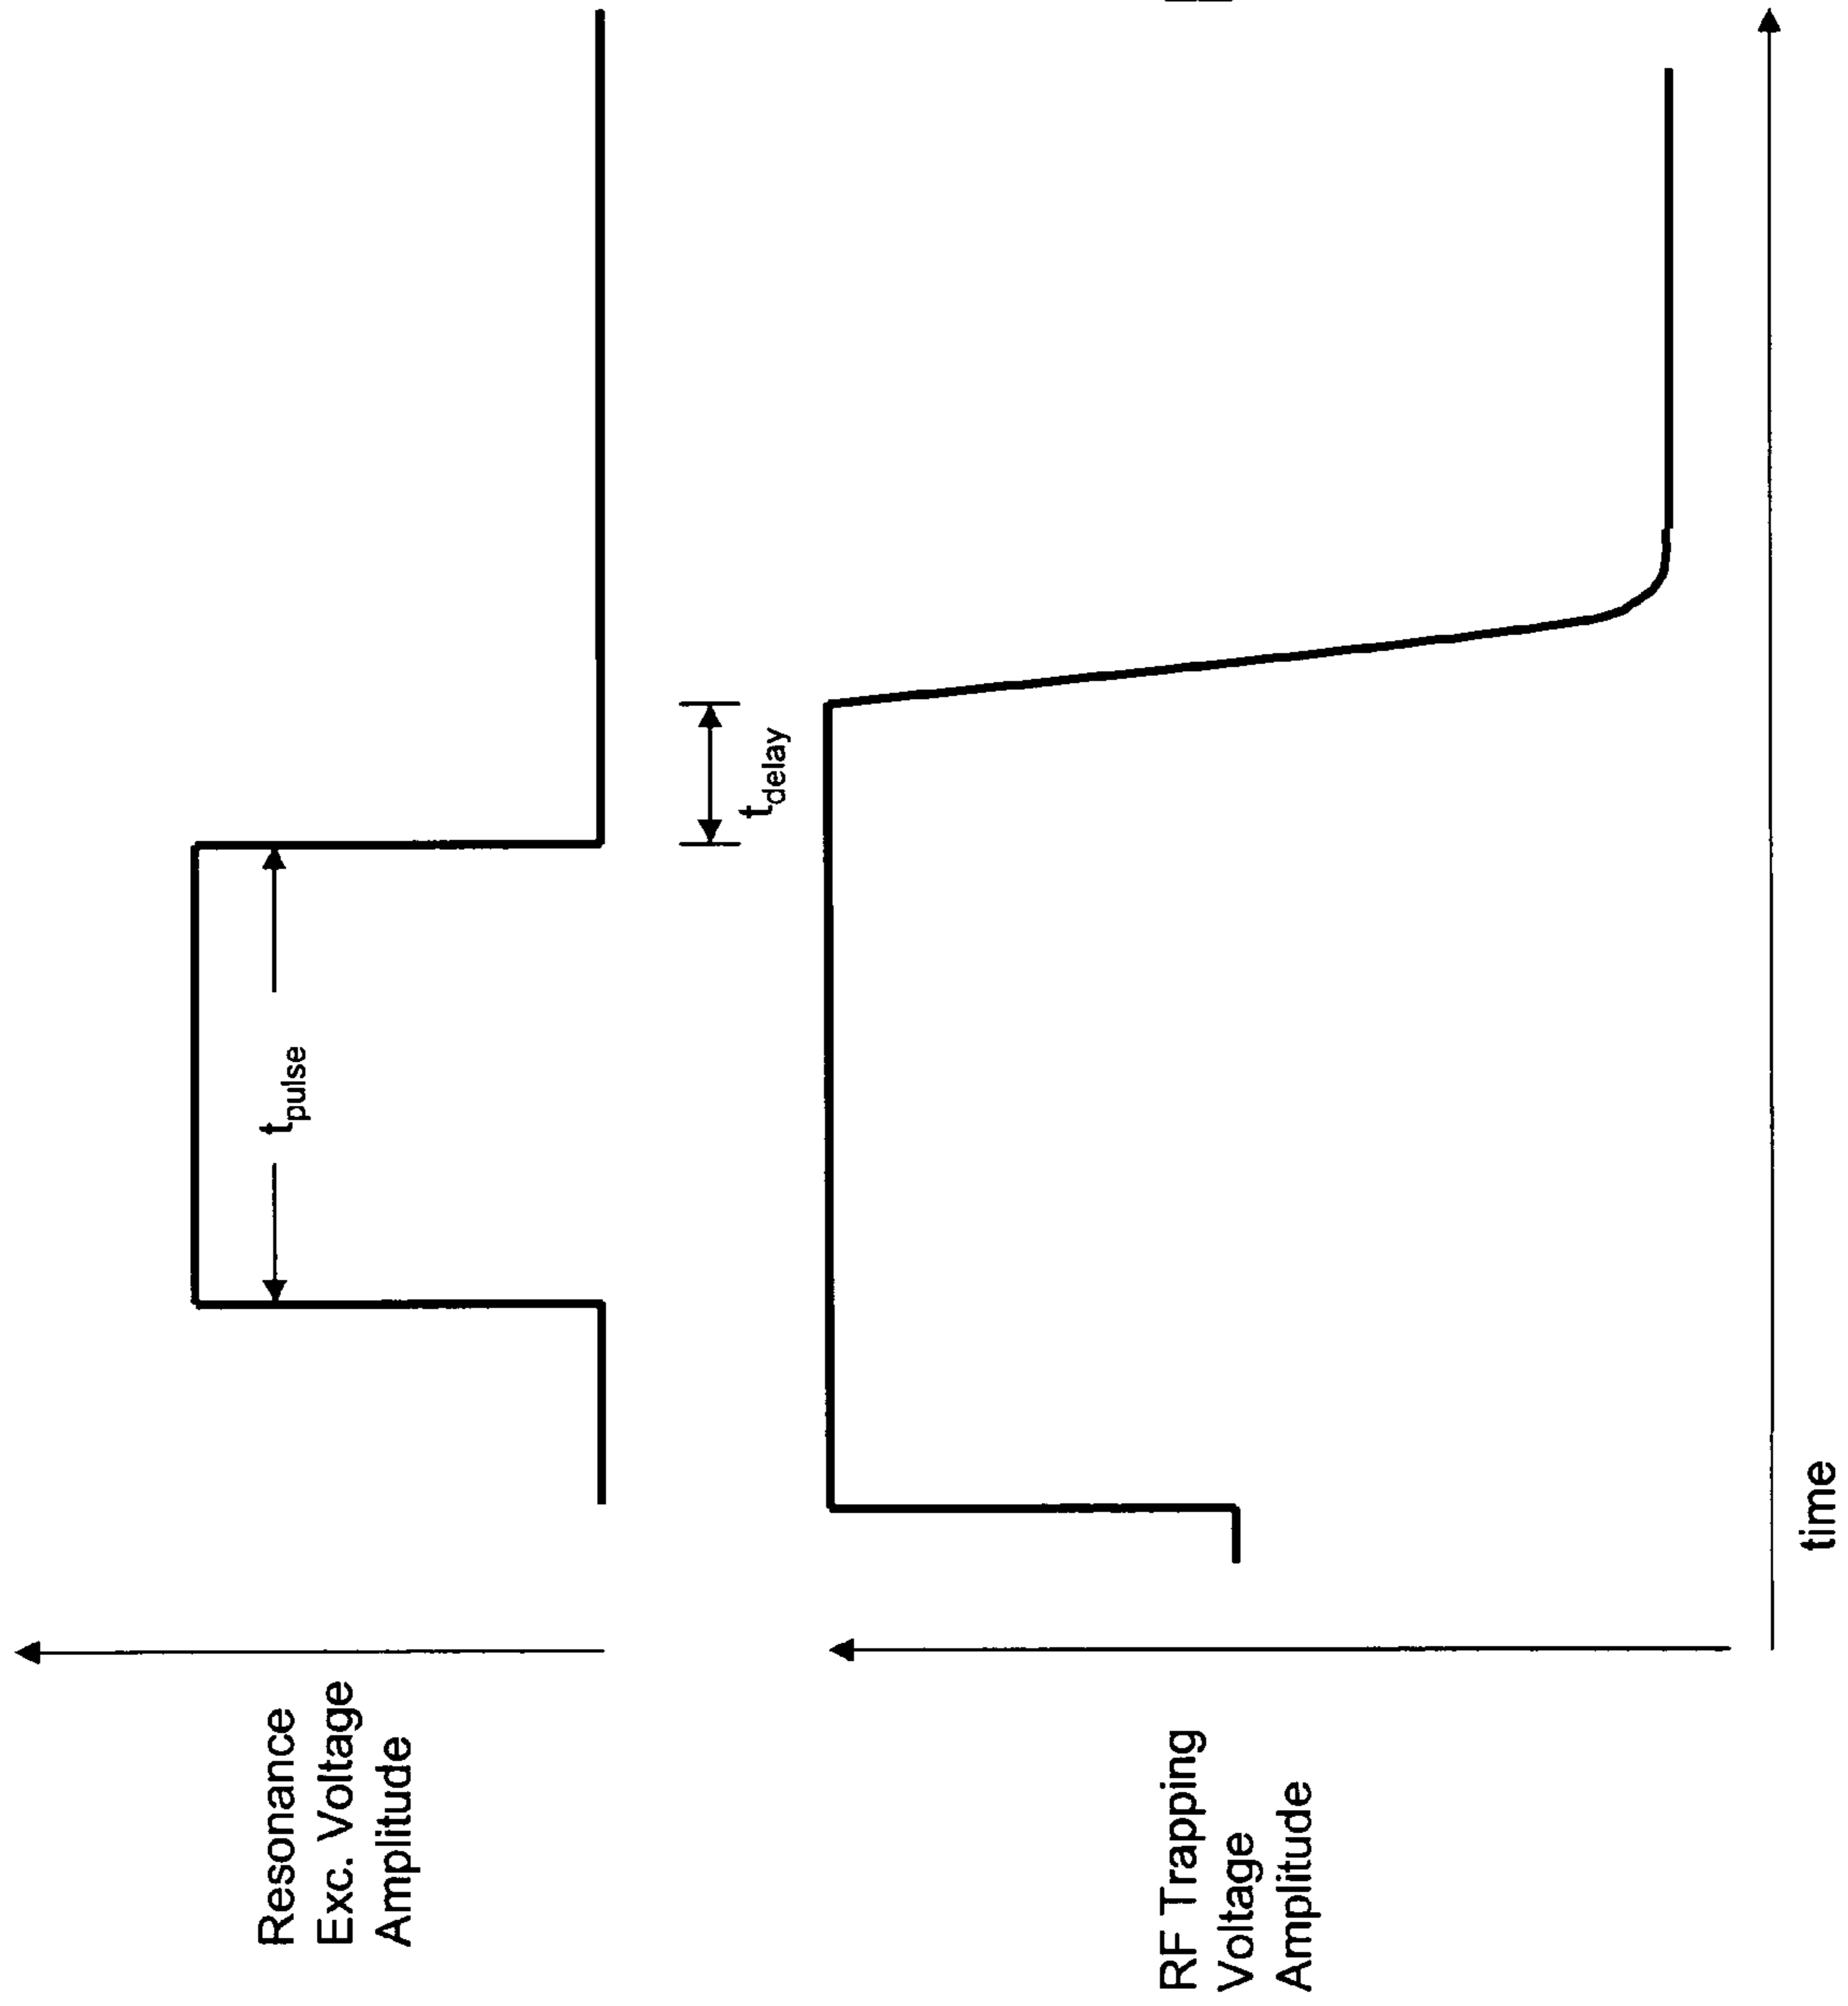 Resonance
Exc. Voltage
Amplitude
t_pulse
t_delay
RF Trapping
Voltage
Amplitude
time